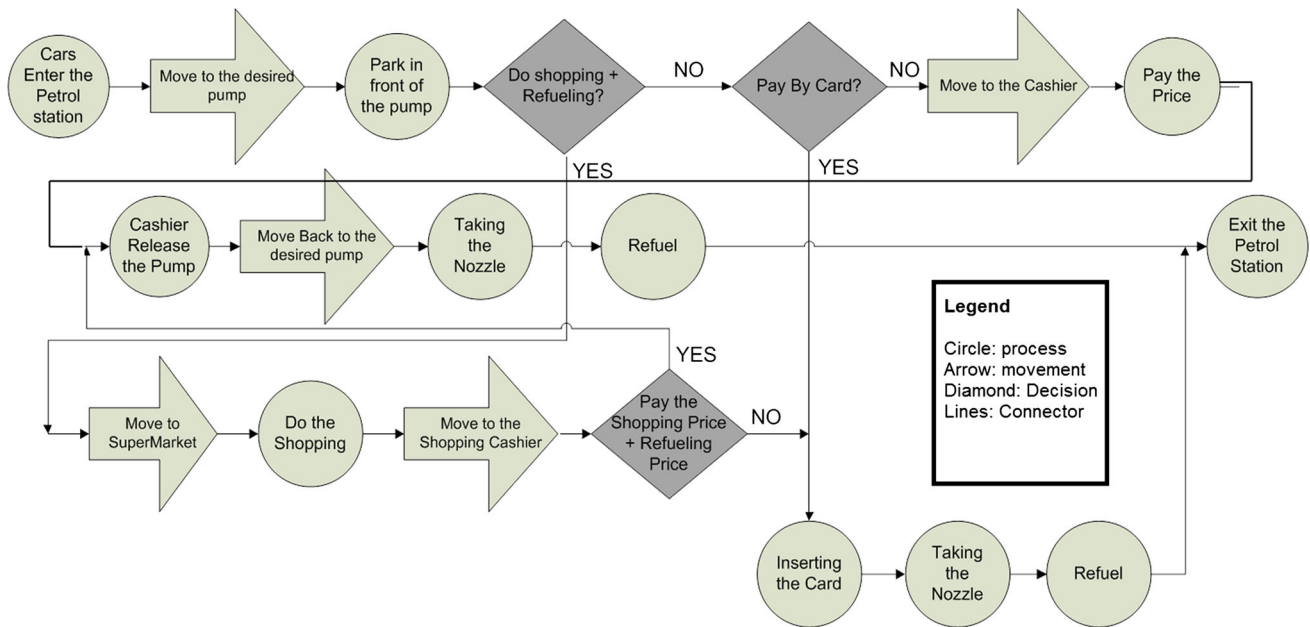 Cars
Enter the
Petrol
station
Move to the desired
pump
Park in
front of
the pump
Do shopping +
Refueling?
NO
Pay By Card?
NO
Move to the Cashier
Pay the
Price
YES
YES
Cashier
Release
the Pump
Move Back to the
desired pump
Taking
the
Nozzle
Refuel
Exit the
Petrol
Station
Legend
Circle: process
Arrow: movement
Diamond: Decision
Lines: Connector
Move to
SuperMarket
Do the
Shopping
Move to the
Shopping Cashier
YES
Pay the
Shopping Price
+ Refueling
Price
NO
Inserting
the Card
Taking
the
Nozzle
Refuel